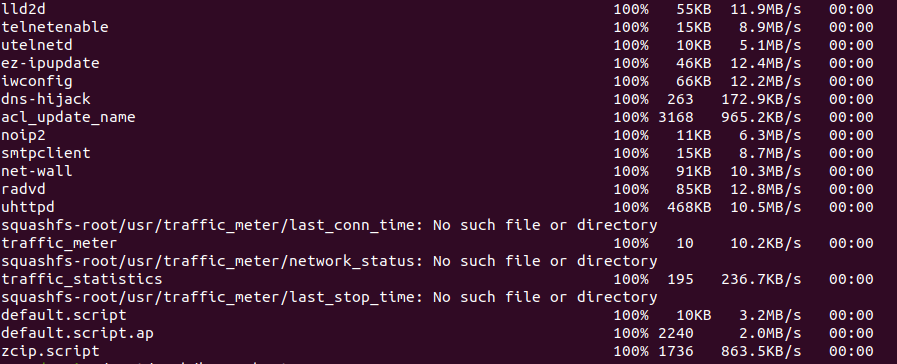 lld2d 100% 55KB 11.9MB/s 00:00
telnetenable 100% 15KB 8.9MB/s 00:00
utelnetd 100% 10KB 5.1MB/s 00:00
ez-ipupdate 100% 46KB 12.4MB/s 00:00
iwconfig 100% 66KB 12.2MB/s 00:00
dns-hijack 100% 263 172.9KB/s 00:00
acl_update_name 100% 3168 965.2KB/s 00:00
noip2 100% 11KB 6.3MB/s 00:00
smtpclient 100% 15KB 8.7MB/s 00:00
net-wall 100% 91KB 10.3MB/s 00:00
radvd 100% 85KB 12.8MB/s 00:00
uhttpd 100% 468KB 10.5MB/s 00:00
squashfs-root/usr/traffic_meter/last_conn_time: No such file or directory
traffic_meter 100% 10 10.2KB/s 00:00
squashfs-root/usr/traffic_meter/network_status: No such file or directory
traffic_statistics 100% 195 236.7KB/s 00:00
squashfs-root/usr/traffic_meter/last_stop_time: No such file or directory
default.script 100% 10KB 3.2MB/s 00:00
default.script.ap 100% 2240 2.0MB/s 00:00
zcip.script 100% 1736 863.5KB/s 00:00